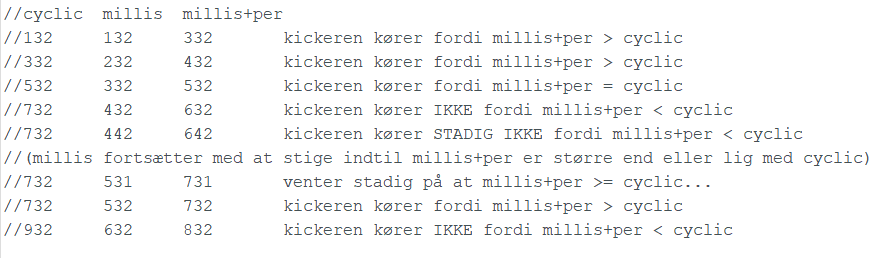 //cyclic  millis  millis+per
//132     132     332       kickeren kører fordi millis+per > cyclic
//332     232     432       kickeren kører fordi millis+per > cyclic
//532     332     532       kickeren kører fordi millis+per = cyclic
//732     432     632       kickeren kører IKKE fordi millis+per < cyclic
//732     442     642       kickeren kører STADIG IKKE fordi millis+per < cyclic
//(millis fortsætter med at stige indtil millis+per er større end eller lig med cyclic)
//732     531     731       venter stadig på at millis+per >= cyclic...
//732     532     732       kickeren kører fordi millis+per > cyclic
//932     632     832       kickeren kører IKKE fordi millis+per < cyclic